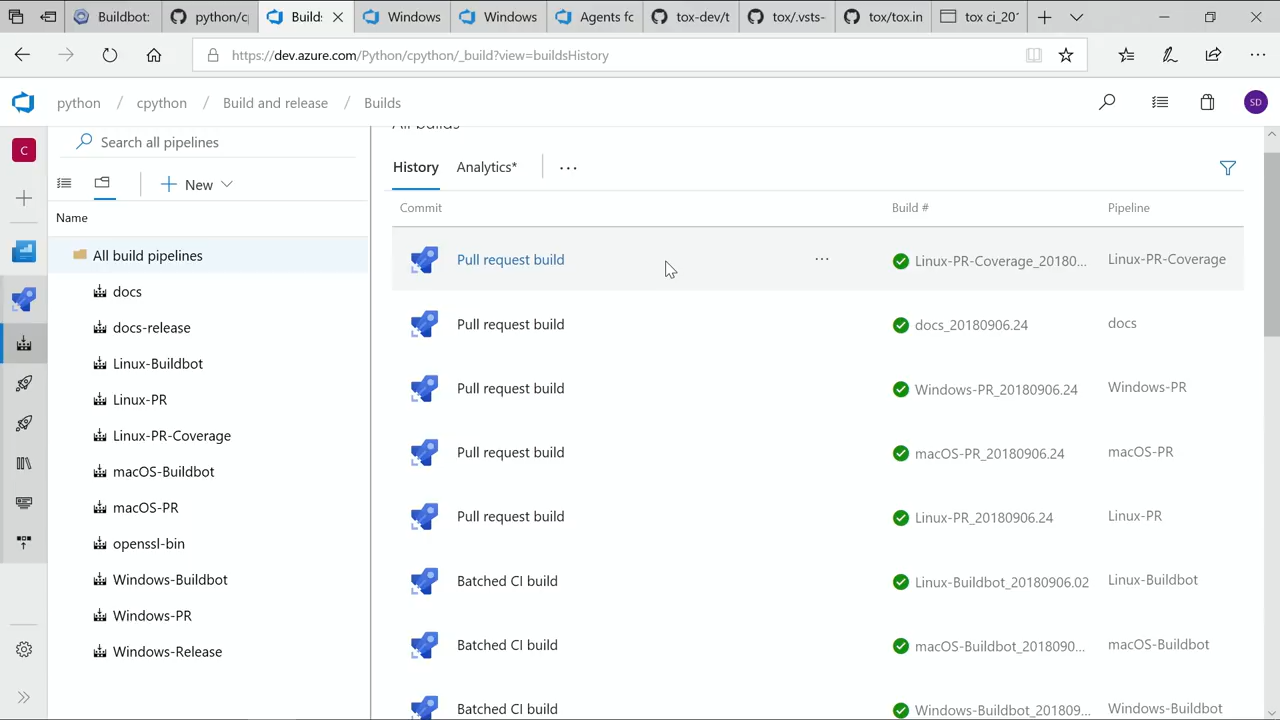 Buildbot:
python/c
Build:
Windows
Windows
Agents fo
tox-dev/t
tox/.vsts-
tox/tox.in
tox ci_20
https://dev.azure.com/Python/cpython/_build?view=buildsHistory
python / cpython / Build and release / Builds
SD
C
Search all pipelines
New
Name
All build pipelines
docs
docs-release
Linux-Buildbot
Linux-PR
Linux-PR-Coverage
macOS-Buildbot
macOS-PR
openssl-bin
Windows-Buildbot
Windows-PR
Windows-Release
All builds
History Analytics* ...
Commit Build # Pipeline
Pull request build ... Linux-PR-Coverage_20180... Linux-PR-Coverage
Pull request build docs_20180906.24 docs
Pull request build Windows-PR_20180906.24 Windows-PR
Pull request build macOS-PR_20180906.24 macOS-PR
Pull request build Linux-PR_20180906.24 Linux-PR
Batched CI build Linux-Buildbot_20180906.02 Linux-Buildbot
Batched CI build macOS-Buildbot_2018090... macOS-Buildbot
Batched CI build Windows-Buildbot_201809... Windows-Buildbot